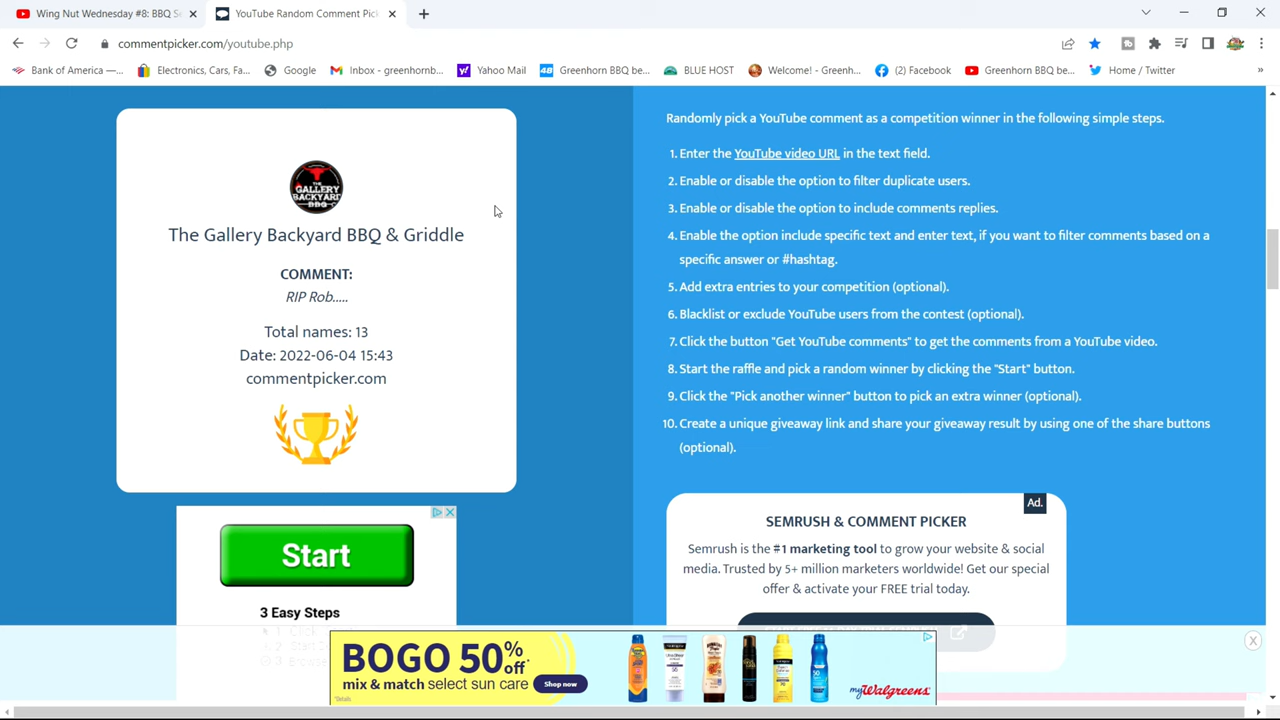 Wing Nut Wednesday #8: BBQ S
YouTube Random Comment Pick
commentpicker.com/youtube.php
Bank of America —...
Electronics, Cars, Fa...
Google
Inbox - greenhornb...
Yahoo Mail
Greenhorn BBQ be...
BLUE HOST
Welcome! - Greenh...
(2) Facebook
Greenhorn BBQ be...
Home / Twitter
THE GALLERY BACKYARD BBQ
The Gallery Backyard BBQ & Griddle
COMMENT:
RIP Rob.....
Total names: 13
Date: 2022-06-04 15:43
commentpicker.com
Start
3 Easy Steps
Randomly pick a YouTube comment as a competition winner in the following simple steps.
1. Enter the YouTube video URL in the text field.
2. Enable or disable the option to filter duplicate users.
3. Enable or disable the option to include comments replies.
4. Enable the option include specific text and enter text, if you want to filter comments based on a
specific answer or #hashtag.
5. Add extra entries to your competition (optional).
6. Blacklist or exclude YouTube users from the contest (optional).
7. Click the button "Get YouTube comments" to get the comments from a YouTube video.
8. Start the raffle and pick a random winner by clicking the "Start" button.
9. Click the "Pick another winner" button to pick an extra winner (optional).
10. Create a unique giveaway link and share your giveaway result by using one of the share buttons
(optional).
Ad.
SEMRUSH & COMMENT PICKER
Semrush is the #1 marketing tool to grow your website & social
media. Trusted by 5+ million marketers worldwide! Get our special
offer & activate your FREE trial today.
BOGO 50% off*
mix & match select sun care
Shop now
*Details
myWalgreens